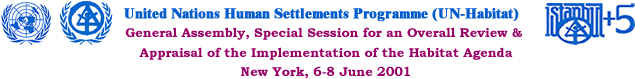 United Nations Human Settlements Programme (UN-Habitat)
General Assembly, Special Session for an Overall Review &
Appraisal of the Implementation of the Habitat Agenda
New York, 6-8 June 2001
istanbul +5